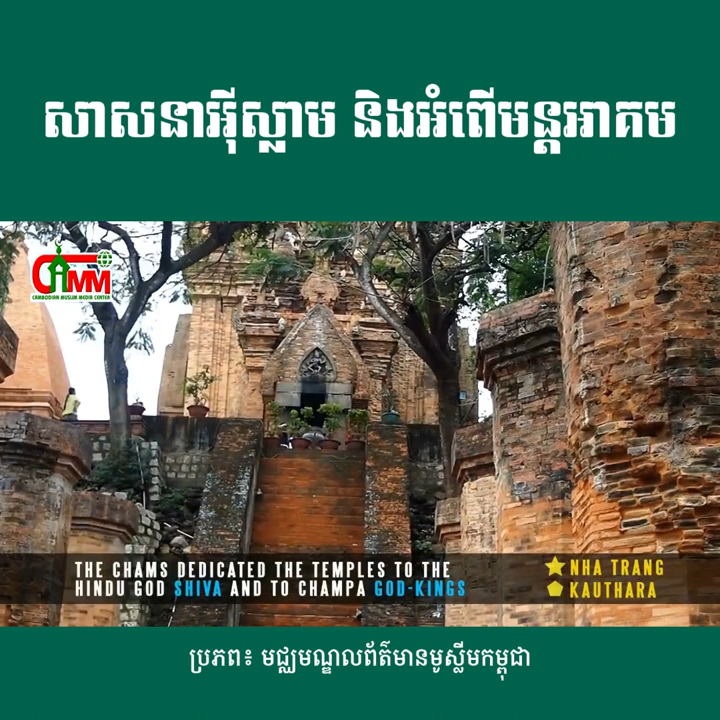 សាសនាអ៊ីស្លាម និងអំពើមន្តអាគម
CAMM
CAMBODIAN MUSLIM MEDIA CENTER
THE CHAMS DEDICATED THE TEMPLES TO THE
HINDU GOD SHIVA AND TO CHAMPA GOD-KINGS
NHA TRANG
KAUTHARA
ប្រភព៖ មជ្ឈមណ្ឌលព័ត៌មានមូស្លីមកម្ពុជា